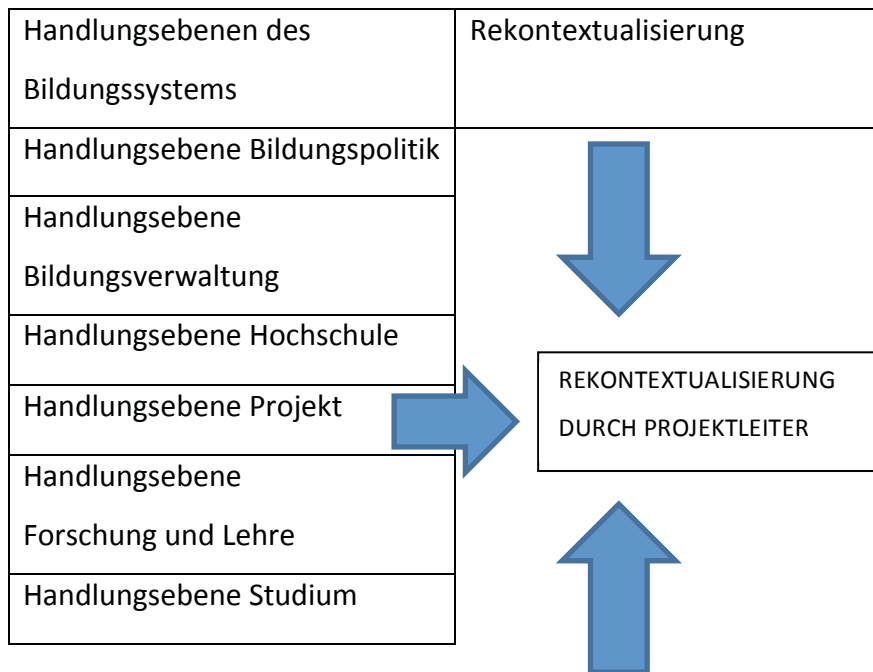 Handlungsebenen des
Bildungssystems
Rekontextualisierung
Handlungsebene Bildungspolitik
Handlungsebene
Bildungsverwaltung
Handlungsebene Hochschule
Handlungsebene Projekt
Handlungsebene
Forschung und Lehre
Handlungsebene Studium
REKONTEXTUALISIERUNG
DURCH PROJEKTLEITER